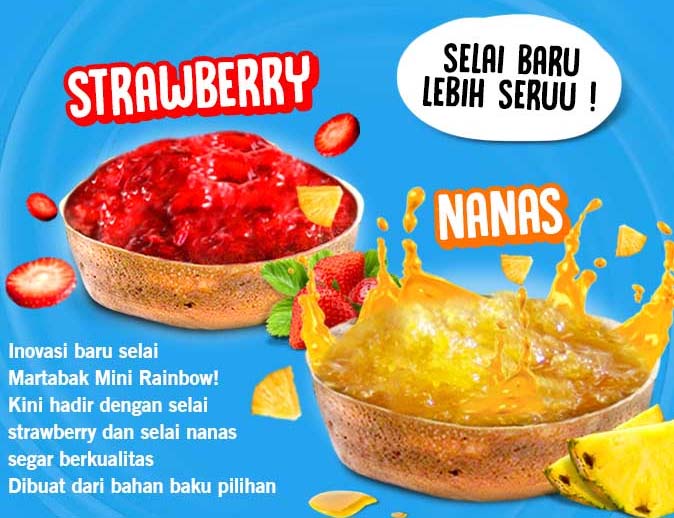 STRAWBERRY
SELAI BARU
LEBIH SERUU !
NANAS
Inovasi baru selai
Martabak Mini Rainbow!
Kini hadir dengan selai
strawberry dan selai nanas
segar berkualitas
Dibuat dari bahan baku pilihan